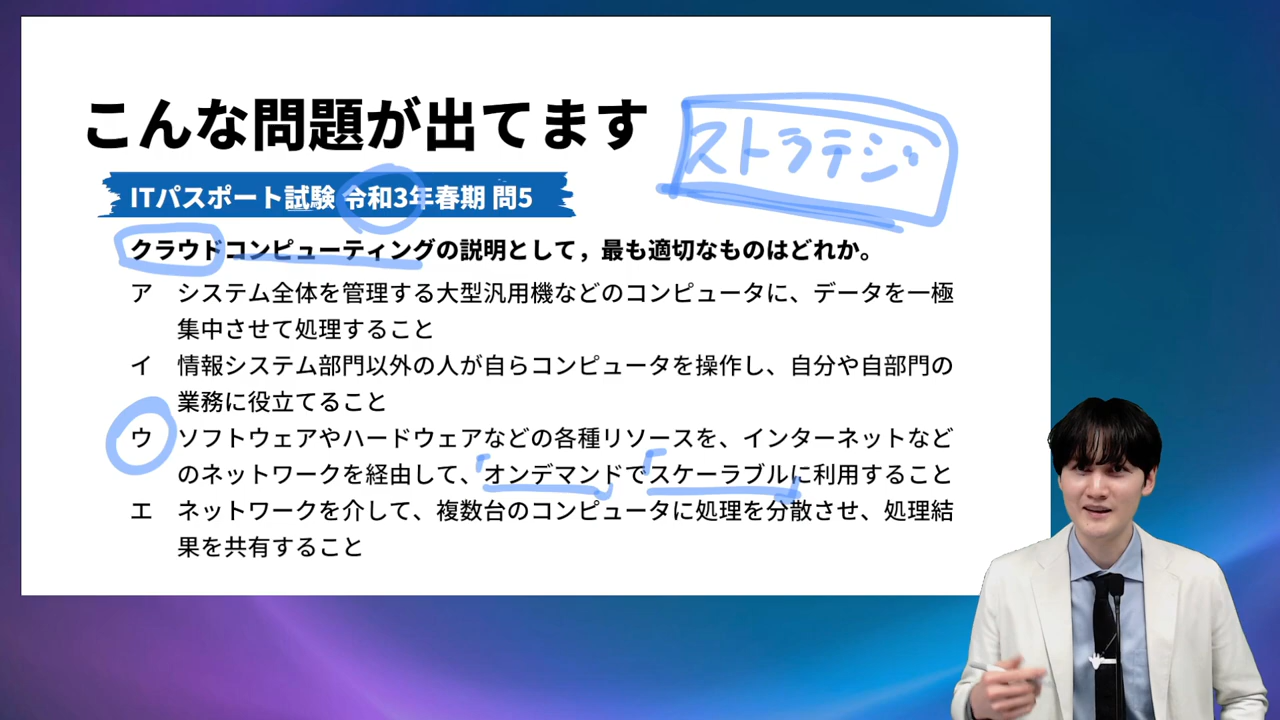 こんな問題が出てます
ストラテジ
ITパスポート試験 令和3年春期 問5
クラウドコンピューティングの説明として，最も適切なものはどれか。
ア システム全体を管理する大型汎用機などのコンピュータに、データを一極
集中させて処理すること
イ 情報システム部門以外の人が自らコンピュータを操作し、自分や自部門の
業務に役立てること
ウ ソフトウェアやハードウェアなどの各種リソースを、インターネットなど
のネットワークを経由して、オンデマンドでスケーラブルに利用すること
エ ネットワークを介して、複数台のコンピュータに処理を分散させ、処理結
果を共有すること